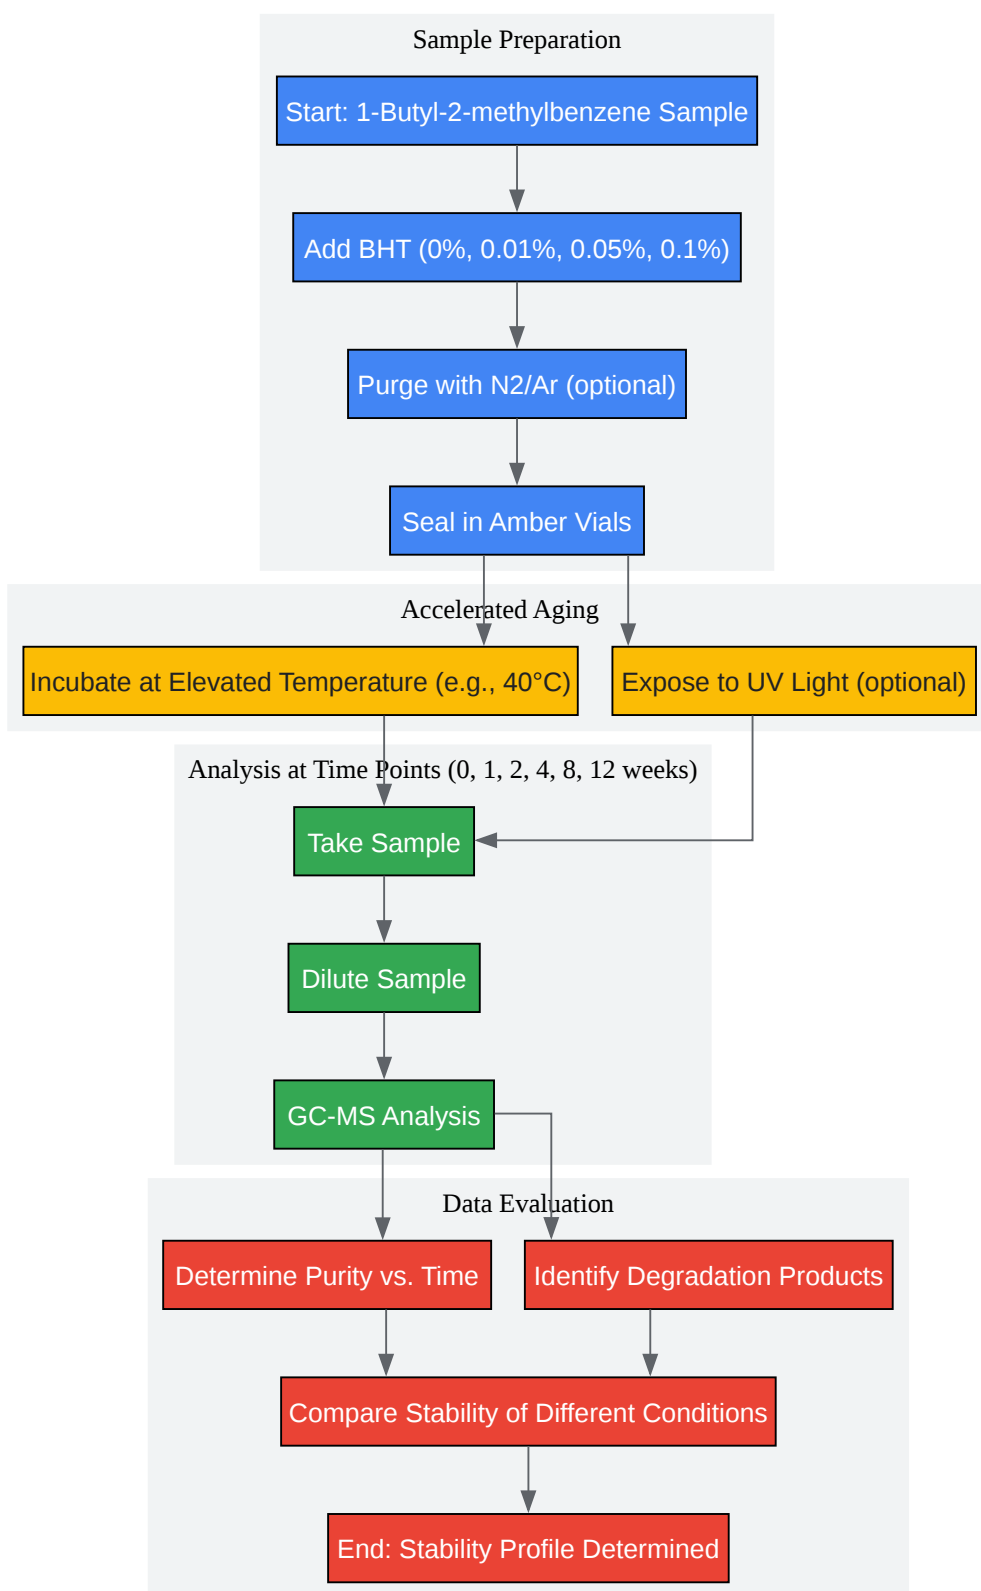 Sample Preparation
Start: 1-Butyl-2-methylbenzene Sample
Add BHT (0%, 0.01%, 0.05%, 0.1%)
Purge with N2/Ar (optional)
Seal in Amber Vials
Accelerated Aging
Incubate at Elevated Temperature (e.g., 40°C)
Expose to UV Light (optional)
Analysis at Time Points (0, 1, 2, 4, 8, 12 weeks)
Take Sample
Dilute Sample
GC-MS Analysis
Data Evaluation
Determine Purity vs. Time
Identify Degradation Products
Compare Stability of Different Conditions
End: Stability Profile Determined